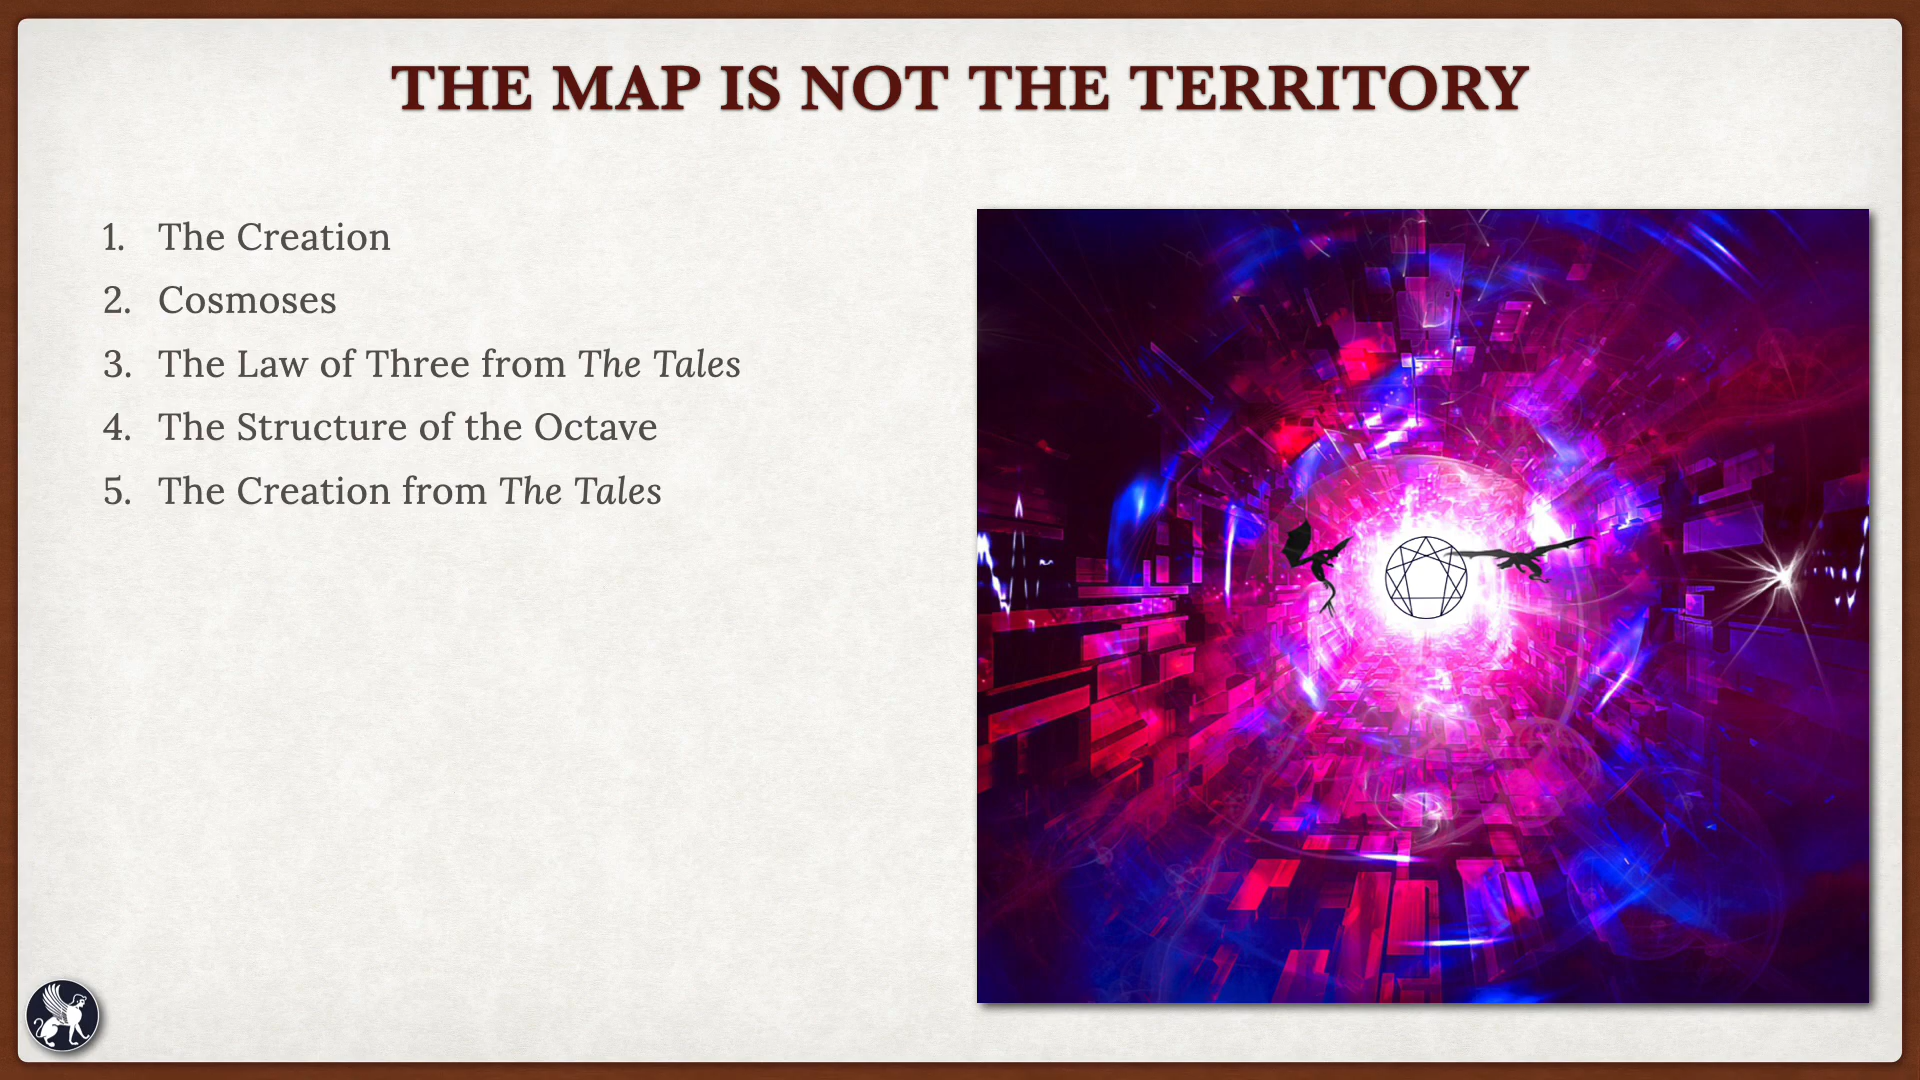 THE MAP IS NOT THE TERRITORY
1. The Creation
2. Cosmoses
3. The Law of Three from The Tales
4. The Structure of the Octave
5. The Creation from The Tales